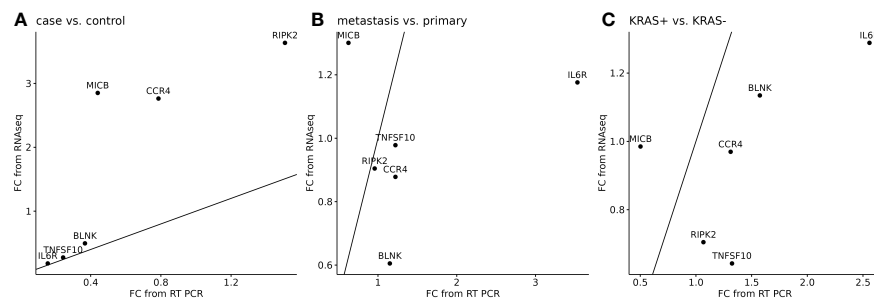 A case vs. control
RIPK2
MICB
CCR4
BLNK
TNFSF10
IL6R
3
2
1
0.4 0.8 1.2
FC from RNAseq
FC from RT PCR
B metastasis vs. primary
MICB
IL6R
TNFSF10
RIPK2
CCR4
BLNK
1.2
1.0
0.8
0.6
1 2 3
FC from RNAseq
FC from RT PCR
C KRAS+ vs. KRAS-
IL6
BLNK
MICB
CCR4
RIPK2
TNFSF10
1.2
1.0
0.8
0.5 1.0 1.5 2.0 2.5
FC from RNAseq
FC from RT PCR